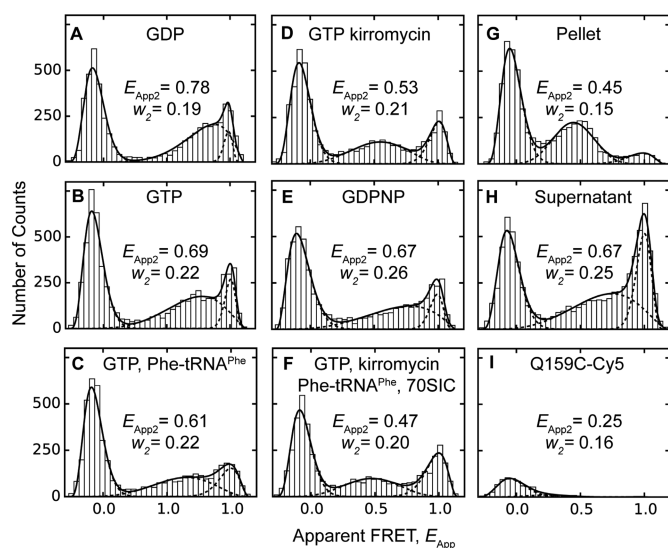 A GDP
D GTP kirromycin
G Pellet
500
E_App2 = 0.78
w_2 = 0.19
E_App2 = 0.53
w_2 = 0.21
E_App2 = 0.45
w_2 = 0.15
250
0
B GTP
E GDPNP
H Supernatant
Number of Counts
500
E_App2 = 0.69
w_2 = 0.22
E_App2 = 0.67
w_2 = 0.26
E_App2 = 0.67
w_2 = 0.25
250
0
C GTP, Phe-tRNA^Phe
F GTP, kirromycin
Phe-tRNA^Phe, 70SIC
I Q159C-Cy5
500
E_App2 = 0.61
w_2 = 0.22
E_App2 = 0.47
w_2 = 0.20
E_App2 = 0.25
w_2 = 0.16
250
0
0.0 1.0 1.0 0.0 0.5 1.0 0.0 0.5 1.0
Apparent FRET, E_App